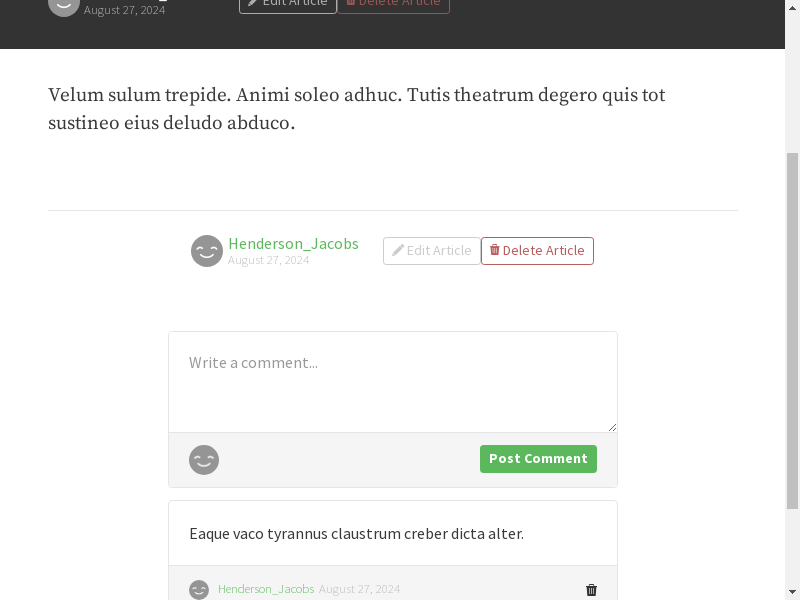 August 27, 2024
Edit Article
Delete Article
Velum sulum trepide. Animi soleo adhuc. Tutis theatrum degero quis tot
sustineo eius deludo abduco.
Henderson_Jacobs
August 27, 2024
Edit Article
Delete Article
Write a comment...
Post Comment
Eaque vaco tyrannus claustrum creber dicta alter.
Henderson_Jacobs August 27, 2024